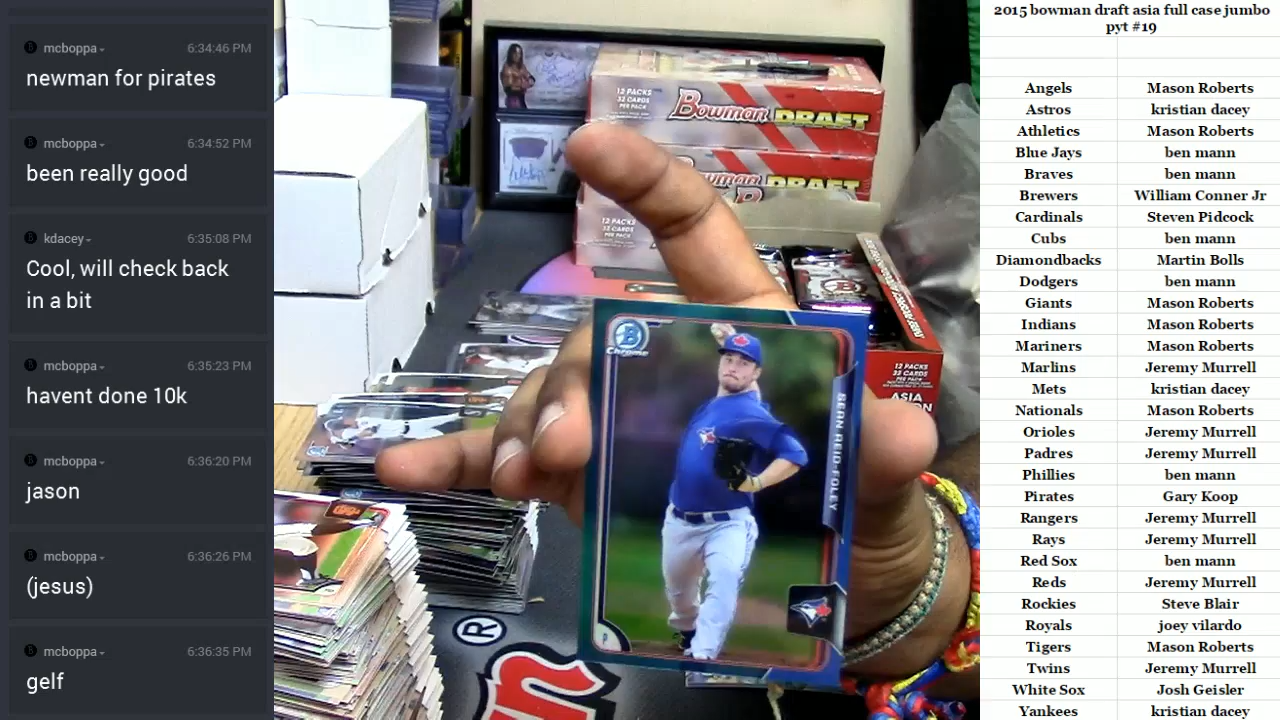 mcboppa
6:34:46 PM
newman for pirates
mcboppa
6:34:52 PM
been really good
kdacey
6:35:08 PM
Cool, will check back
in a bit
mcboppa
6:35:23 PM
havent done 10k
mcboppa
6:36:20 PM
jason
mcboppa
6:36:26 PM
(jesus)
mcboppa
6:36:35 PM
gelf
12 PACKS
32 CARDS
PER PACK
Bowman DRAFT
DRAFT
12 PACKS
32 CARDS
PER PACK
12 PACKS
32 CARDS
PER PACK
ASIA
B
Chrome
SEAN REID-FOLEY
P
®
2015 bowman draft asia full case jumbo
pyt #19
Angels Mason Roberts
Astros kristian dacey
Athletics Mason Roberts
Blue Jays ben mann
Braves ben mann
Brewers William Conner Jr
Cardinals Steven Pidcock
Cubs ben mann
Diamondbacks Martin Bolls
Dodgers ben mann
Giants Mason Roberts
Indians Mason Roberts
Mariners Mason Roberts
Marlins Jeremy Murrell
Mets kristian dacey
Nationals Mason Roberts
Orioles Jeremy Murrell
Padres Jeremy Murrell
Phillies ben mann
Pirates Gary Koop
Rangers Jeremy Murrell
Rays Jeremy Murrell
Red Sox ben mann
Reds Jeremy Murrell
Rockies Steve Blair
Royals joey vilardo
Tigers Mason Roberts
Twins Jeremy Murrell
White Sox Josh Geisler
Yankees kristian dacey